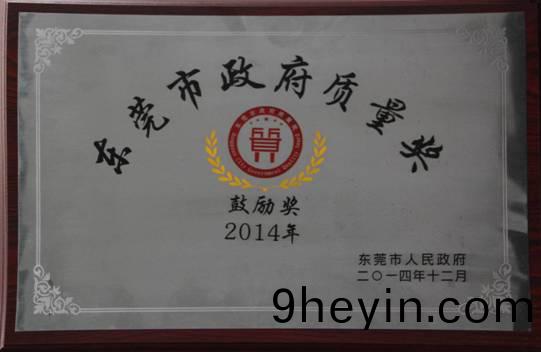 东莞市政府质量奖
鼓励奖
2014年
东莞市人民政府
二〇一四年十二月
9heyin.com